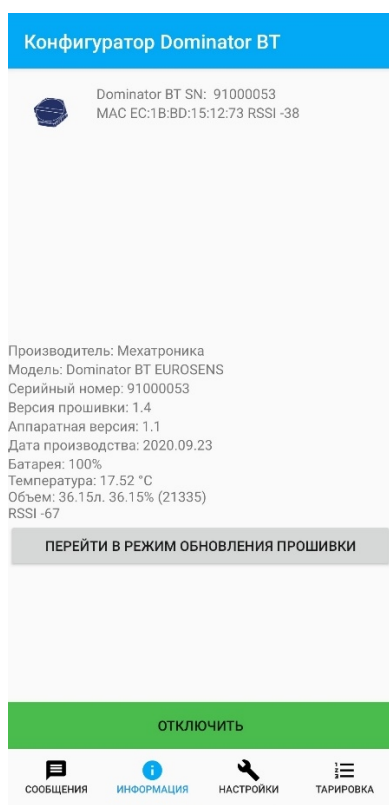 Конфигуратор Dominator BT
Dominator BT SN: 91000053
MAC EC:1B:BD:15:12:73 RSSI -38
Производитель: Мехатроника
Модель: Dominator BT EUROSENS
Серийный номер: 91000053
Версия прошивки: 1.4
Аппаратная версия: 1.1
Дата производства: 2020.09.23
Батарея: 100%
Температура: 17.52 °C
Объем: 36.15л. 36.15% (21335)
RSSI -67
ПЕРЕЙТИ В РЕЖИМ ОБНОВЛЕНИЯ ПРОШИВКИ
ОТКЛЮЧИТЬ
СООБЩЕНИЯ ИНФОРМАЦИЯ НАСТРОЙКИ ТАРИРОВКА